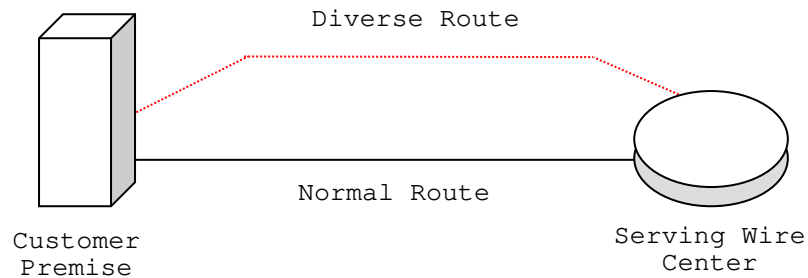 Diverse Route
Normal Route
Customer
Premise
Serving Wire
Center